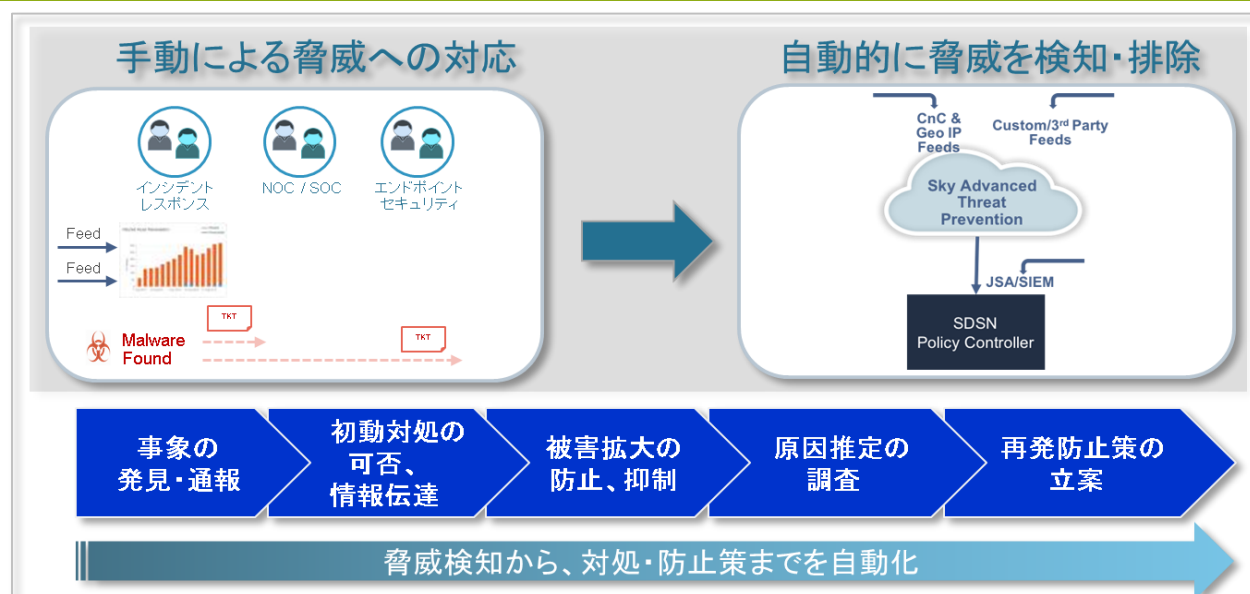 手動による脅威への対応
インシデント
レスポンス
NOC / SOC
エンドポイント
セキュリティ
Feed
Feed
TKT
TKT
Malware
Found
自動的に脅威を検知・排除
CnC &
Geo IP
Feeds
Custom/3rd Party
Feeds
Sky Advanced
Threat
Prevention
JSA/SIEM
SDSN
Policy Controller
事象の
発見・通報
初動対処の
可否、
情報伝達
被害拡大の
防止、抑制
原因推定の
調査
再発防止策の
立案
脅威検知から、対処・防止策までを自動化